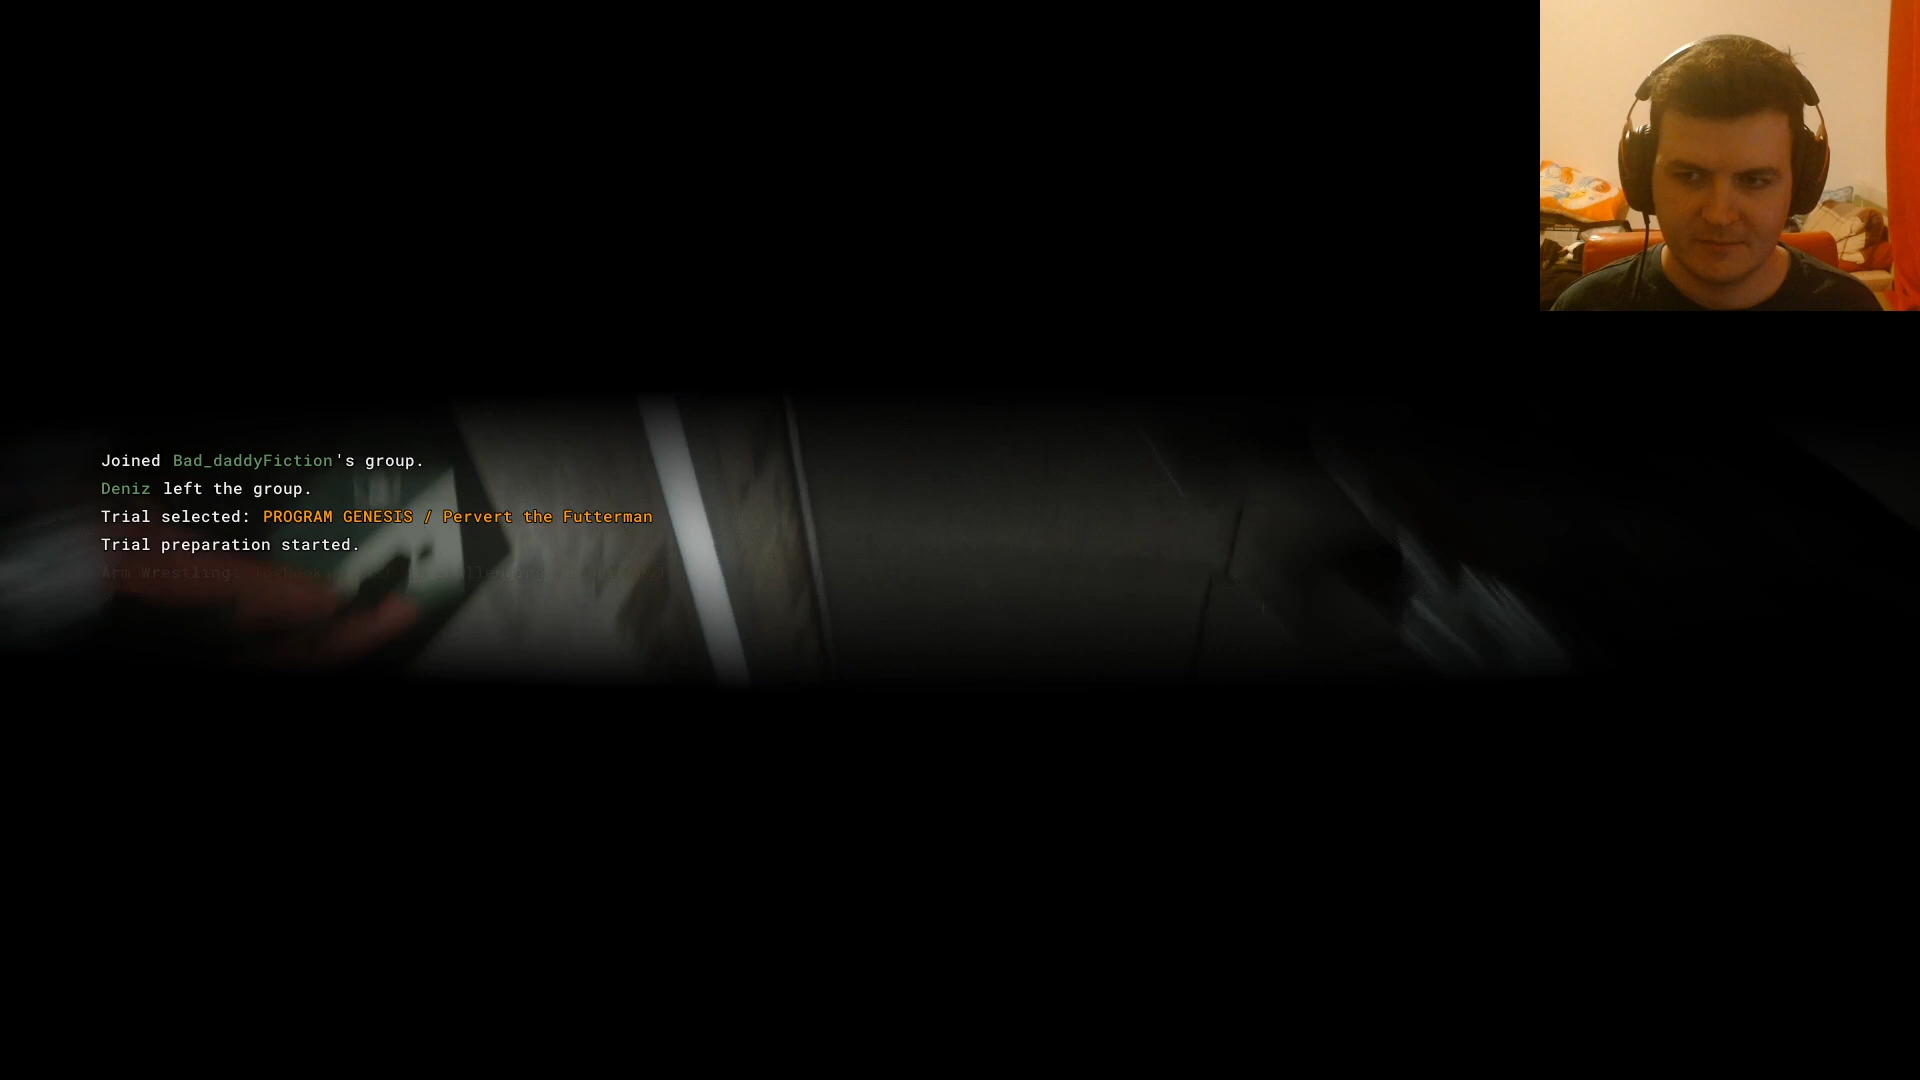 Joined Bad_daddyFiction's group.
Deniz left the group.
Trial selected: PROGRAM GENESIS / Pervert the Futterman
Trial preparation started.
Arm Wrestling: